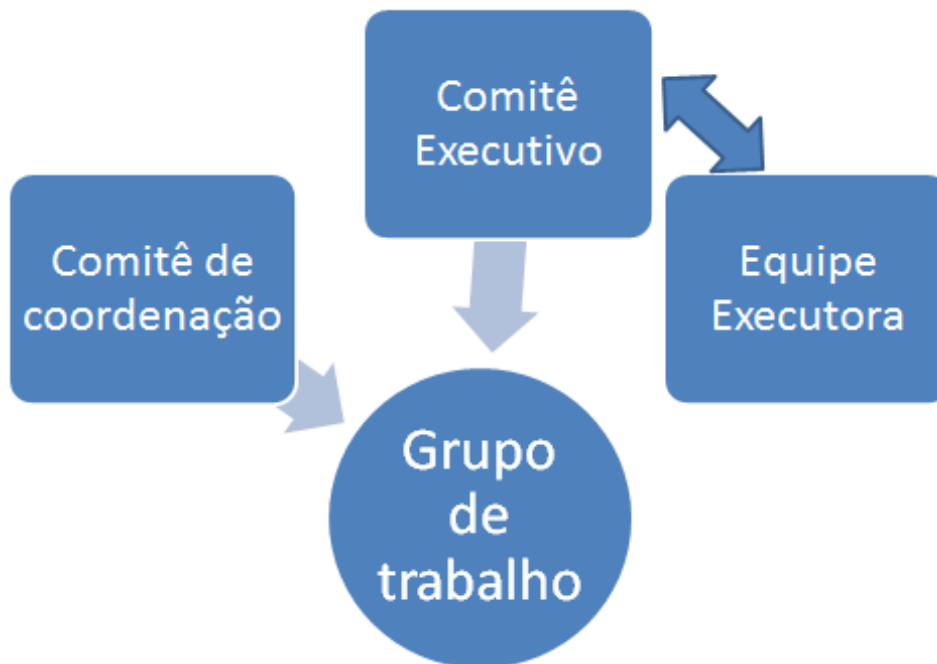 Comitê
Executivo
Comitê de
coordenação
Equipe
Executora
Grupo
de
trabalho